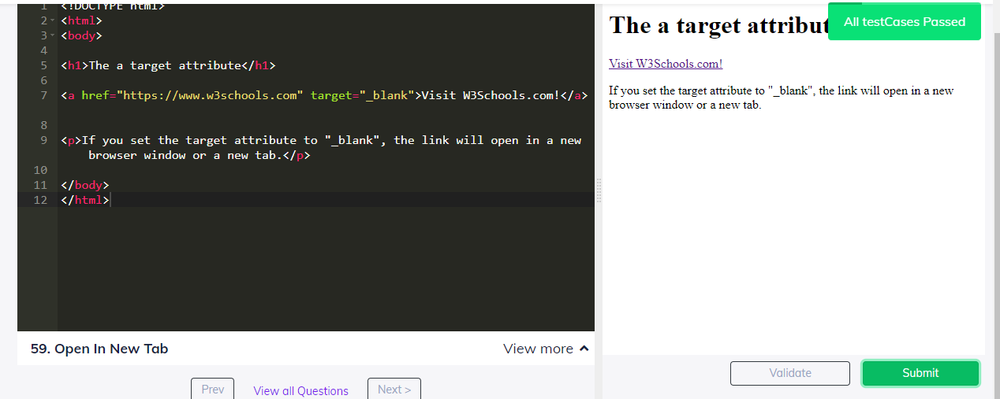 1 <!DOCTYPE html>
2 <html>
3 <body>
4
5 <h1>The a target attribute</h1>
6
7 <a href="https://www.w3schools.com" target="_blank">Visit W3Schools.com!</a>
8
9 <p>If you set the target attribute to "_blank", the link will open in a new
browser window or a new tab.</p>
10
11 </body>
12 </html>
59. Open In New Tab
View more
Prev
View all Questions
Next >
The a target attribut
All testCases Passed
Visit W3Schools.com!
If you set the target attribute to "_blank", the link will open in a new
browser window or a new tab.
Validate
Submit